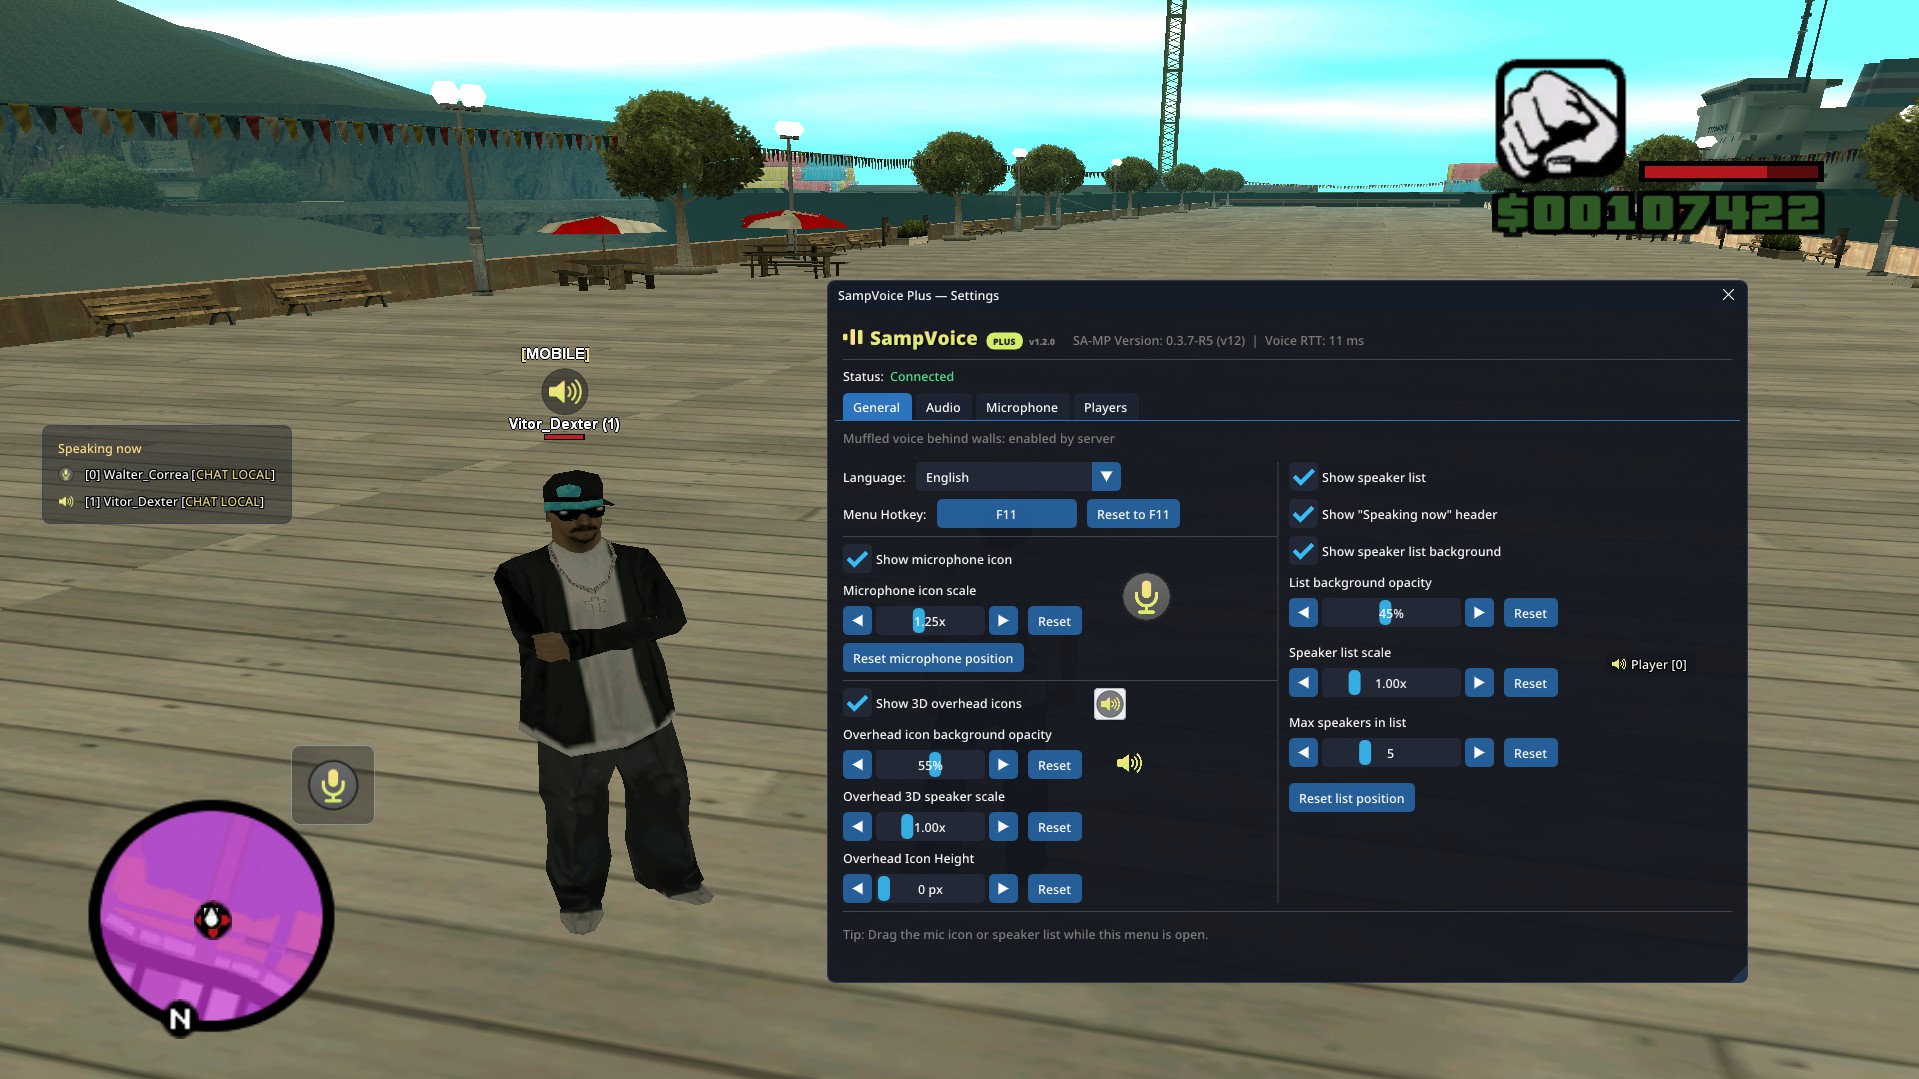 $00107422
[MOBILE]
Vitor_Dexter (1)
Speaking now
[0] Walter_Correa [CHAT LOCAL]
[1] Vitor_Dexter [CHAT LOCAL]
N
SampVoice Plus — Settings
SampVoice PLUS v1.2.0 SA-MP Version: 0.3.7-R5 (v12) | Voice RTT: 11 ms
Status: Connected
General Audio Microphone Players
Muffled voice behind walls: enabled by server
Language: English
Menu Hotkey: F11 Reset to F11
Show microphone icon
Microphone icon scale
1.25x Reset
Reset microphone position
Show 3D overhead icons
Overhead icon background opacity
55% Reset
Overhead 3D speaker scale
1.00x Reset
Overhead Icon Height
0 px Reset
Show speaker list
Show "Speaking now" header
Show speaker list background
List background opacity
45% Reset
Speaker list scale
1.00x Reset
Player [0]
Max speakers in list
5 Reset
Reset list position
Tip: Drag the mic icon or speaker list while this menu is open.